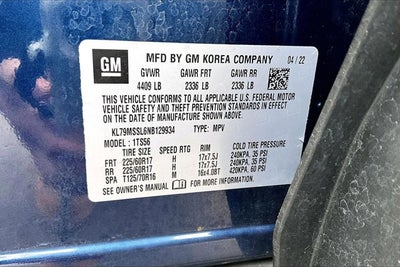 GM
MFD BY GM KOREA COMPANY 04 / 22
GVWR GAWR FRT GAWR RR
4409 LB 2336 LB 2336 LB
THIS VEHICLE CONFORMS TO ALL APPLICABLE U.S. FEDERAL MOTOR
VEHICLE SAFETY AND THEFT PREVENTION STANDARDS IN EFFECT
ON THE DATE OF MANUFACTURE SHOWN ABOVE.
KL79MSSL6NB129934 TYPE: MPV
MODEL: 1TS56
TIRE SIZE SPEED RTG RIM COLD TIRE PRESSURE
FRT 225/60R17 H 17x7.5J 240KPA, 35 PSI
RR 225/60R17 H 17x7.5J 240KPA, 35 PSI
SPA T125/70R16 M 16x4.0BT 420KPA, 60 PSI
SEE OWNER'S MANUAL FOR ADDITIONAL INFORMATION.